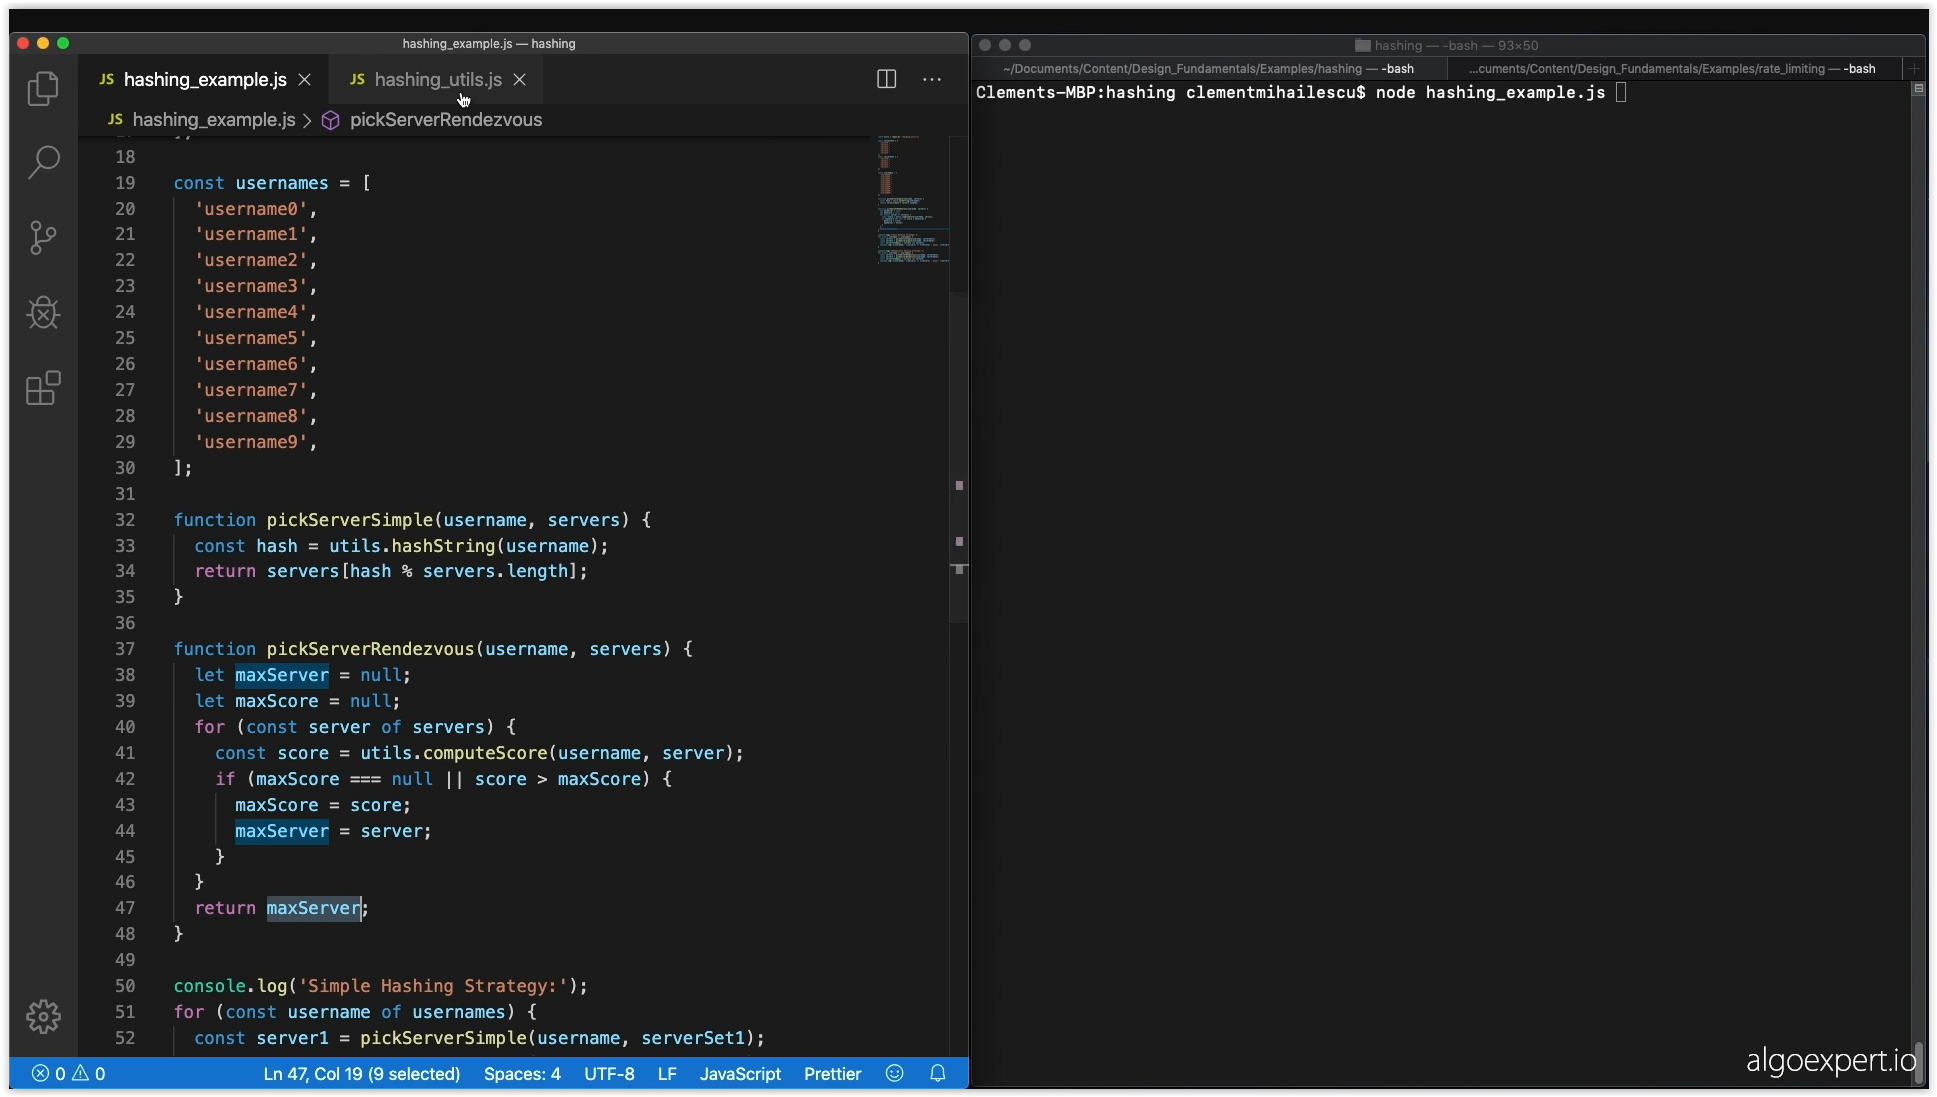 hashing_example.js — hashing
JS hashing_example.js
JS hashing_utils.js
JS hashing_example.js > pickServerRendezvous
18
19 const usernames = [
20 'username0',
21 'username1',
22 'username2',
23 'username3',
24 'username4',
25 'username5',
26 'username6',
27 'username7',
28 'username8',
29 'username9',
30 ];
31
32 function pickServerSimple(username, servers) {
33 const hash = utils.hashString(username);
34 return servers[hash % servers.length];
35 }
36
37 function pickServerRendezvous(username, servers) {
38 let maxServer = null;
39 let maxScore = null;
40 for (const server of servers) {
41 const score = utils.computeScore(username, server);
42 if (maxScore === null || score > maxScore) {
43 maxScore = score;
44 maxServer = server;
45 }
46 }
47 return maxServer;
48 }
49
50 console.log('Simple Hashing Strategy:');
51 for (const username of usernames) {
52 const server1 = pickServerSimple(username, serverSet1);
0 0 Ln 47, Col 19 (9 selected) Spaces: 4 UTF-8 LF JavaScript Prettier
hashing — -bash — 93×50
~/Documents/Content/Design_Fundamentals/Examples/hashing — -bash
...cuments/Content/Design_Fundamentals/Examples/rate_limiting — -bash
Clements-MBP:hashing clementmihailescu$ node hashing_example.js
algoexpert.io